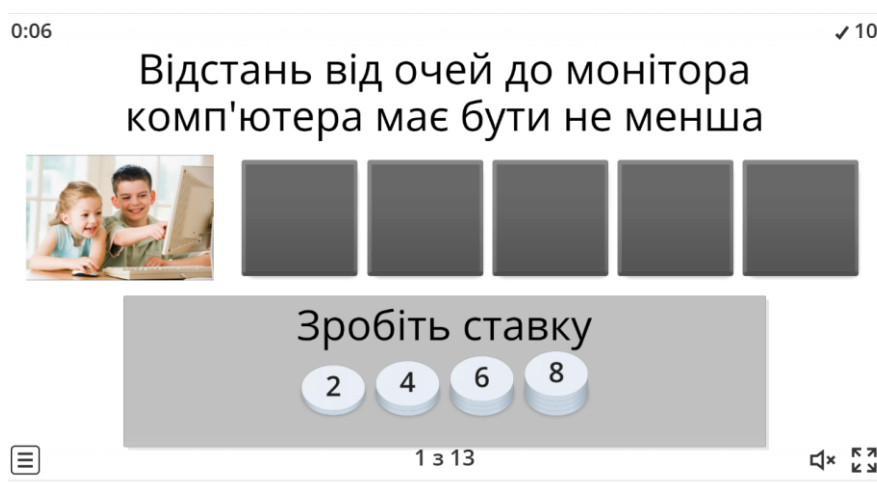 0:06
✓ 10
Відстань від очей до монітора
комп'ютера має бути не менша
Зробіть ставку
2 4 6 8
1 з 13